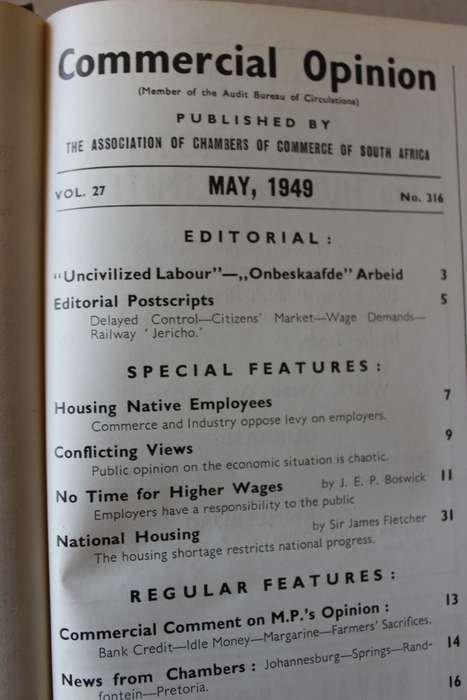 Commercial Opinion
(Member of the Audit Bureau of Circulations)
PUBLISHED BY
THE ASSOCIATION OF CHAMBERS OF COMMERCE OF SOUTH AFRICA
VOL. 27 MAY, 1949 No. 316
EDITORIAL:
"Uncivilized Labour"—„Onbeskaafde" Arbeid 3
Editorial Postscripts 5
Delayed Control—Citizens' Market—Wage Demands—
Railway 'Jericho.'
SPECIAL FEATURES:
Housing Native Employees 7
Commerce and Industry oppose levy on employers.
Conflicting Views 9
Public opinion on the economic situation is chaotic.
No Time for Higher Wages by J. E. P. Boswick 11
Employers have a responsibility to the public
National Housing by Sir James Fletcher 31
The housing shortage restricts national progress.
REGULAR FEATURES:
Commercial Comment on M.P.'s Opinion: 13
Bank Credit—Idle Money—Margarine—Farmers' Sacrifices.
News from Chambers: Johannesburg—Springs—Rand- 14
fontein—Pretoria.
16